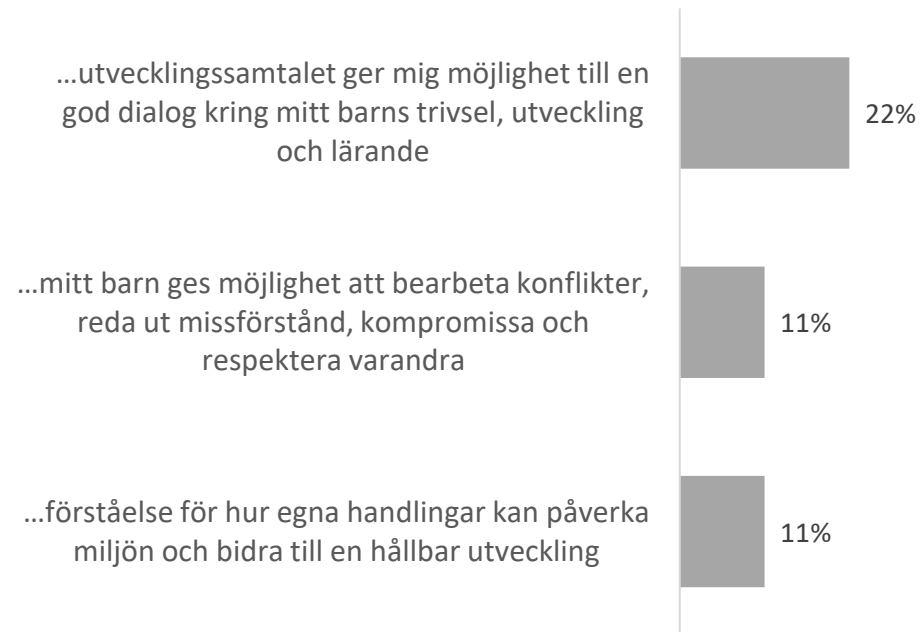 …utvecklingssamtalet ger mig möjlighet till en
god dialog kring mitt barns trivsel, utveckling
och lärande
22%
…mitt barn ges möjlighet att bearbeta konflikter,
reda ut missförstånd, kompromissa och
respektera varandra
11%
…förståelse för hur egna handlingar kan påverka
miljön och bidra till en hållbar utveckling
11%